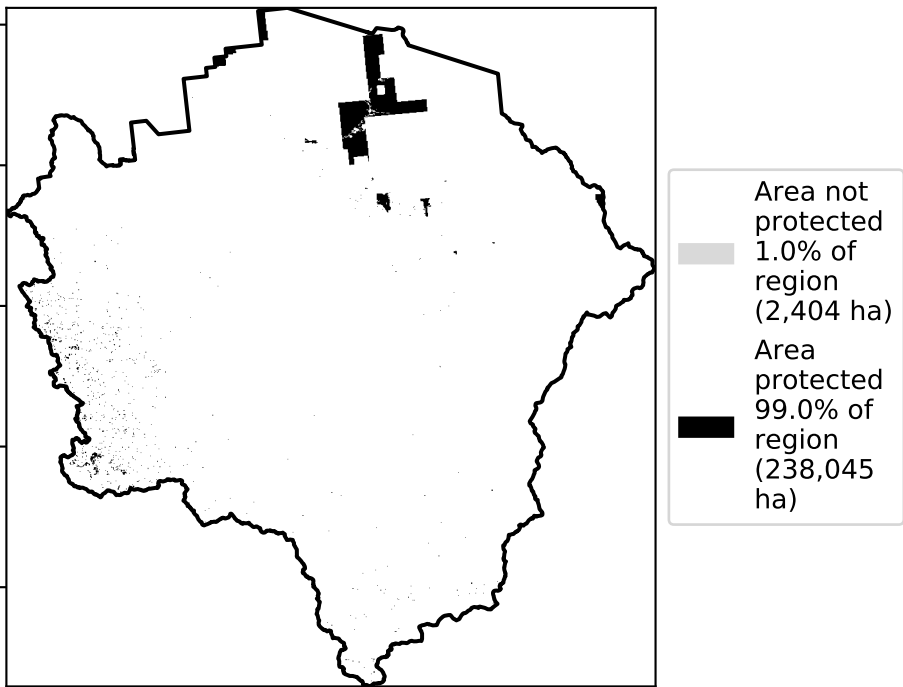 Area not
protected
1.0% of
region
(2,404 ha)
Area
protected
99.0% of
region
(238,045
ha)